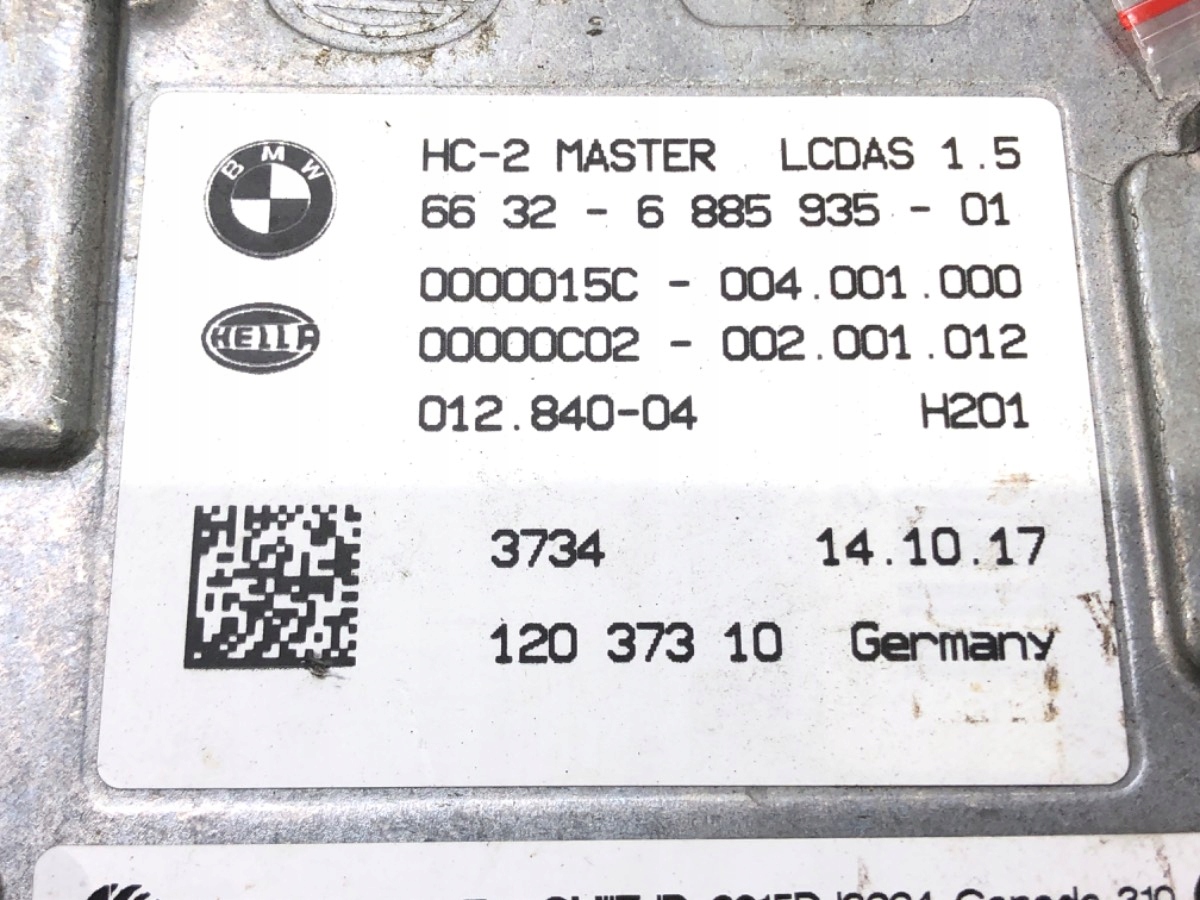 BMW
HC-2 MASTER LCDAS 1.5
66 32 - 6 885 935 - 01
0000015C - 004.001.000
HELLA
00000C02 - 002.001.012
012.840-04 H201
3734 14.10.17
120 373 10 Germany